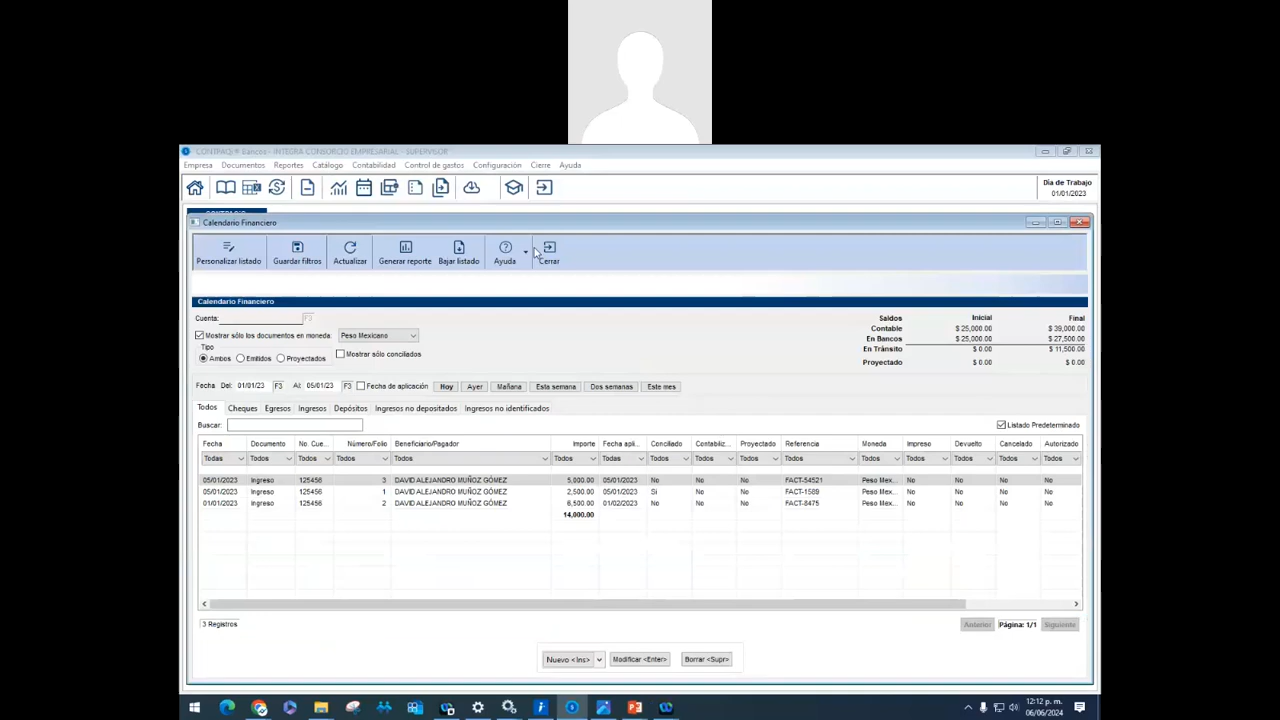 CONTPAQi® Bancos - INTEGRA CONSORCIO EMPRESARIAL - SUPERVISOR
Empresa Documentos Reportes Catálogo Contabilidad Control de gastos Configuración Cierre Ayuda
Día de Trabajo
01/01/2023
Calendario Financiero
Personalizar listado Guardar filtros Actualizar Generar reporte Bajar listado Ayuda Cerrar
Calendario Financiero
Cuenta: F3
Saldos Inicial Final
Contable $ 25,000.00 $ 39,000.00
Mostrar sólo los documentos en moneda: Peso Mexicano
En Bancos $ 25,000.00 $ 27,500.00
Tipo
En Tránsito $ 0.00 $ 11,500.00
Ambos Emitidos Proyectados Mostrar sólo conciliados
Proyectado $ 0.00 $ 0.00
Fecha Del: 01/01/23 F3 Al: 05/01/23 F3 Fecha de aplicación Hoy Ayer Mañana Esta semana Dos semanas Este mes
Todos Cheques Egresos Ingresos Depósitos Ingresos no depositados Ingresos no identificados
Buscar: Listado Predeterminado
Fecha Documento No. Cue... Número/Folio Beneficiario/Pagador Importe Fecha apli... Conciliado Contabiliz... Proyectado Referencia Moneda Impreso Devuelto Cancelado Autorizado
Todas Todos Todos Todos Todos Todos Todas Todos Todos Todos Todos Todos Todos Todos Todos Todos
05/01/2023 Ingreso 125456 3 DAVID ALEJANDRO MUÑOZ GÓMEZ 5,000.00 05/01/2023 No No No FACT-54521 Peso Mex... No No No No
05/01/2023 Ingreso 125456 1 DAVID ALEJANDRO MUÑOZ GÓMEZ 2,500.00 05/01/2023 Si No No FACT-1589 Peso Mex... No No No No
01/01/2023 Ingreso 125456 2 DAVID ALEJANDRO MUÑOZ GÓMEZ 6,500.00 01/02/2023 No No No FACT-8475 Peso Mex... No No No No
14,000.00
3 Registros
Anterior Página: 1/1 Siguiente
Nuevo <Ins> Modificar <Enter> Borrar <Supr>
12:12 p. m.
06/06/2024